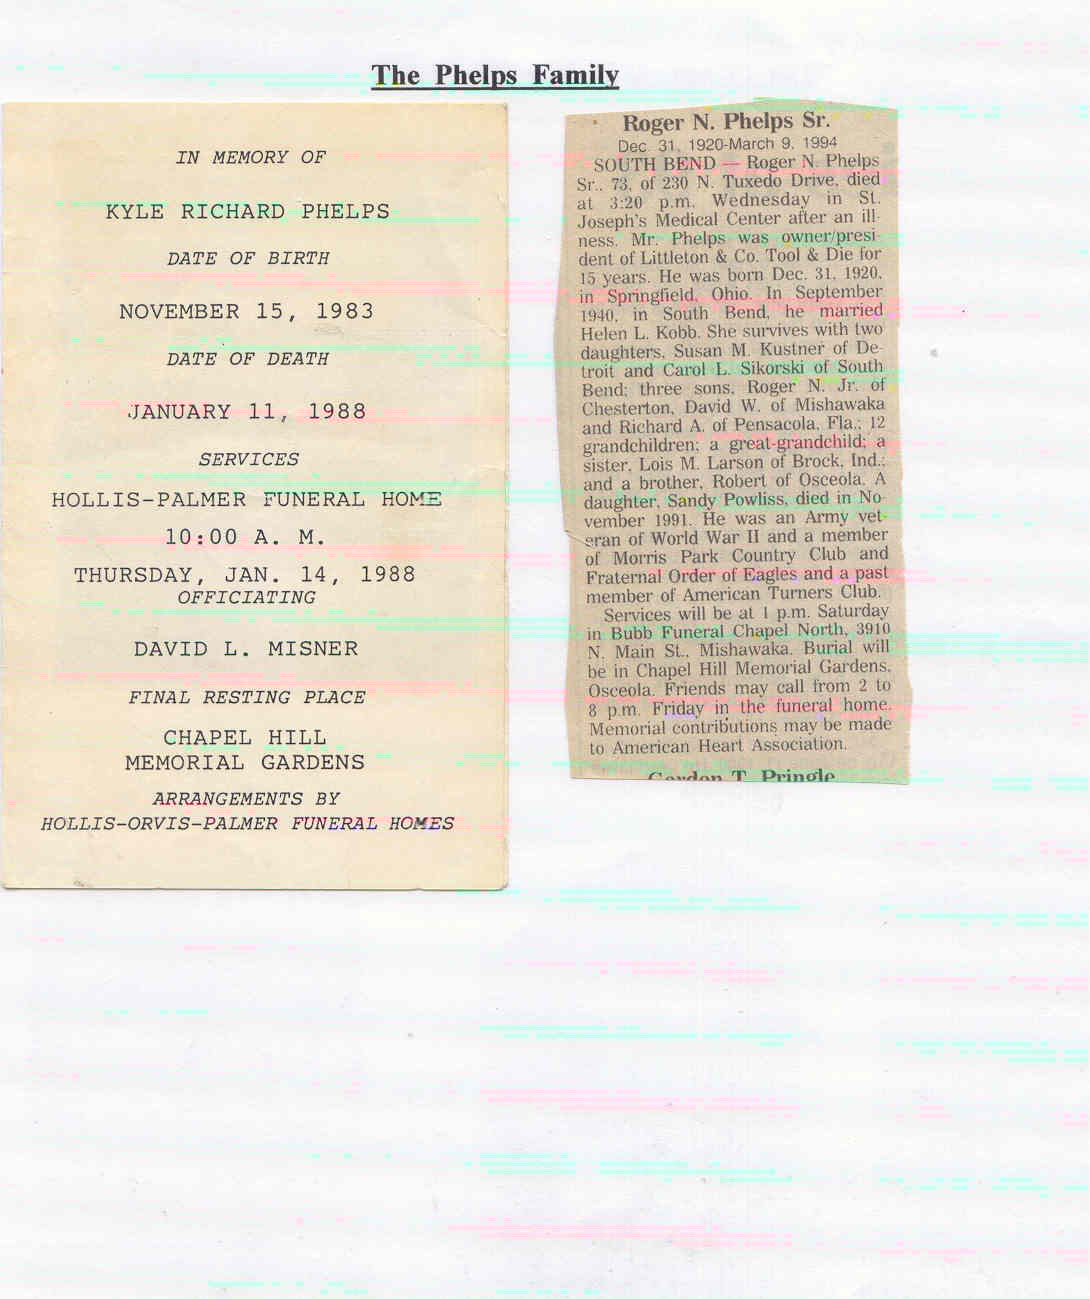 The Phelps Family
IN MEMORY OF
KYLE RICHARD PHELPS
DATE OF BIRTH
NOVEMBER 15, 1983
DATE OF DEATH
JANUARY 11, 1988
SERVICES
HOLLIS-PALMER FUNERAL HOME
10:00 A. M.
THURSDAY, JAN. 14, 1988
OFFICIATING
DAVID L. MISNER
FINAL RESTING PLACE
CHAPEL HILL
MEMORIAL GARDENS
ARRANGEMENTS BY
HOLLIS-ORVIS-PALMER FUNERAL HOMES
Roger N. Phelps Sr.
Dec. 31, 1920-March 9, 1994
SOUTH BEND — Roger N. Phelps
Sr., 73, of 230 N. Tuxedo Drive, died
at 3:20 p.m. Wednesday in St.
Joseph's Medical Center after an ill-
ness. Mr. Phelps was owner/presi-
dent of Littleton & Co. Tool & Die for
15 years. He was born Dec. 31, 1920,
in Springfield, Ohio. In September
1940, in South Bend, he married
Helen L. Kobb. She survives with two
daughters, Susan M. Kustner of De-
troit and Carol L. Sikorski of South
Bend; three sons, Roger N. Jr. of
Chesterton, David W. of Mishawaka
and Richard A. of Pensacola, Fla.; 12
grandchildren; a great-grandchild; a
sister, Lois M. Larson of Brock, Ind.;
and a brother, Robert of Osceola. A
daughter, Sandy Powliss, died in No-
vember 1991. He was an Army vet-
eran of World War II and a member
of Morris Park Country Club and
Fraternal Order of Eagles and a past
member of American Turners Club.
Services will be at 1 p.m. Saturday
in Bubb Funeral Chapel North, 3910
N. Main St., Mishawaka. Burial will
be in Chapel Hill Memorial Gardens,
Osceola. Friends may call from 2 to
8 p.m. Friday in the funeral home.
Memorial contributions may be made
to American Heart Association.
Gordon T. Pringle